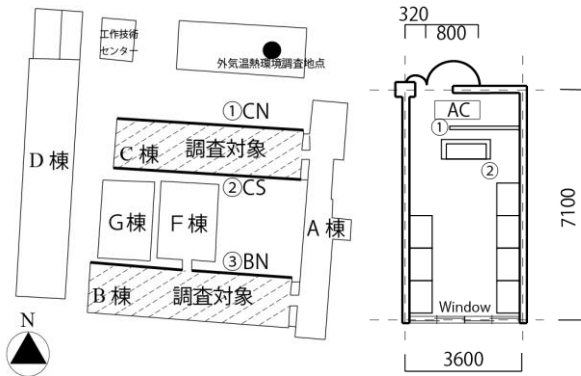 工作技術
センター
外気温熱環境調査地点
①CN
D 棟
C 棟
調査対象
②CS
G棟
F 棟
A 棟
③BN
B 棟
調査対象
N
320
800
AC
①
②
7100
Window
3600